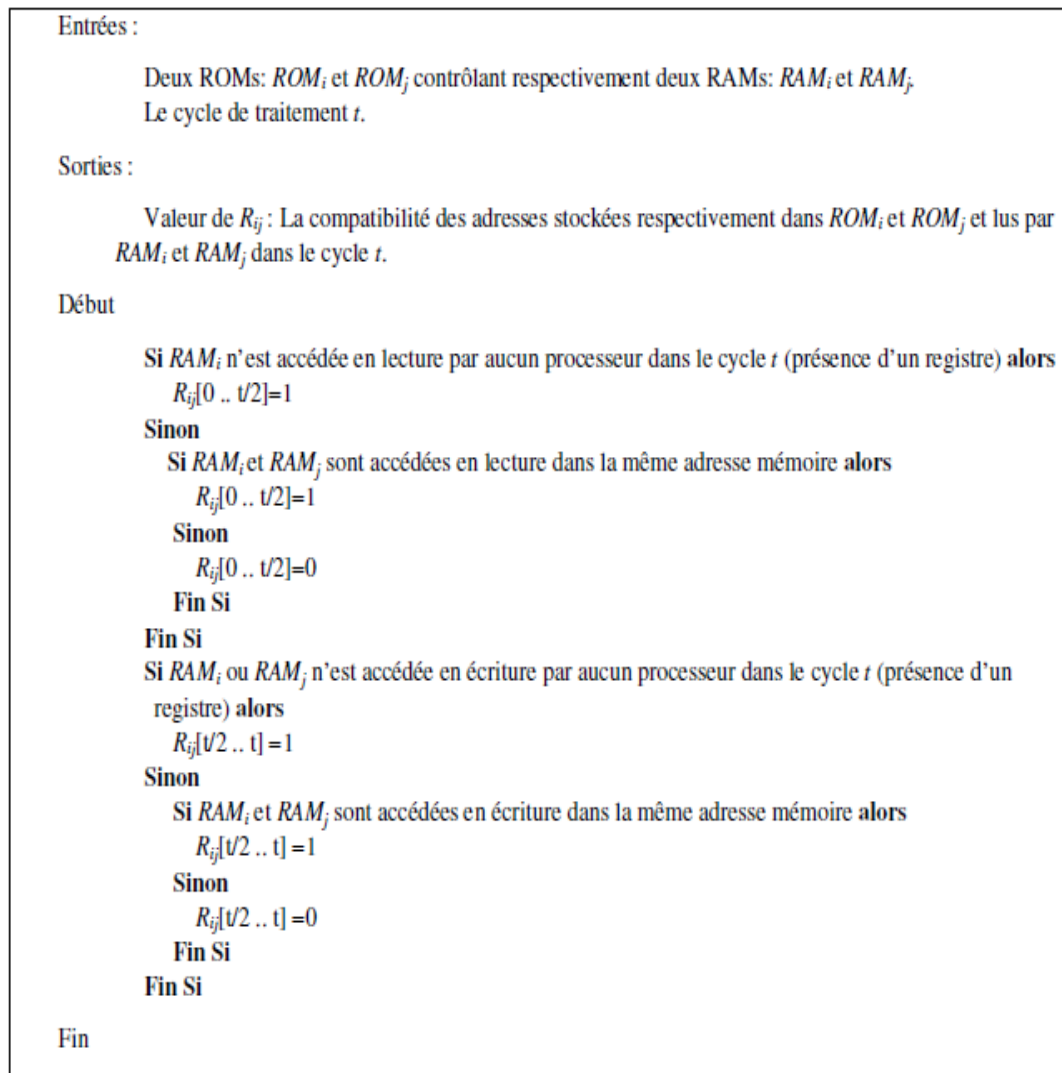 Entrées :
Deux ROMs: ROMi et ROMj contrôlant respectivement deux RAMs: RAMi et RAMj.
Le cycle de traitement t.
Sorties :
Valeur de Rij : La compatibilité des adresses stockées respectivement dans ROMi et ROMj et lus par
RAMi et RAMj dans le cycle t.
Début
Si RAMi n'est accédée en lecture par aucun processeur dans le cycle t (présence d'un registre) alors
Rij[0 .. t/2]=1
Sinon
Si RAMi et RAMj sont accédées en lecture dans la même adresse mémoire alors
Rij[0 .. t/2]=1
Sinon
Rij[0 .. t/2]=0
Fin Si
Fin Si
Si RAMi ou RAMj n'est accédée en écriture par aucun processeur dans le cycle t (présence d'un
registre) alors
Rij[t/2 .. t] =1
Sinon
Si RAMi et RAMj sont accédées en écriture dans la même adresse mémoire alors
Rij[t/2 .. t] =1
Sinon
Rij[t/2 .. t] =0
Fin Si
Fin Si
Fin